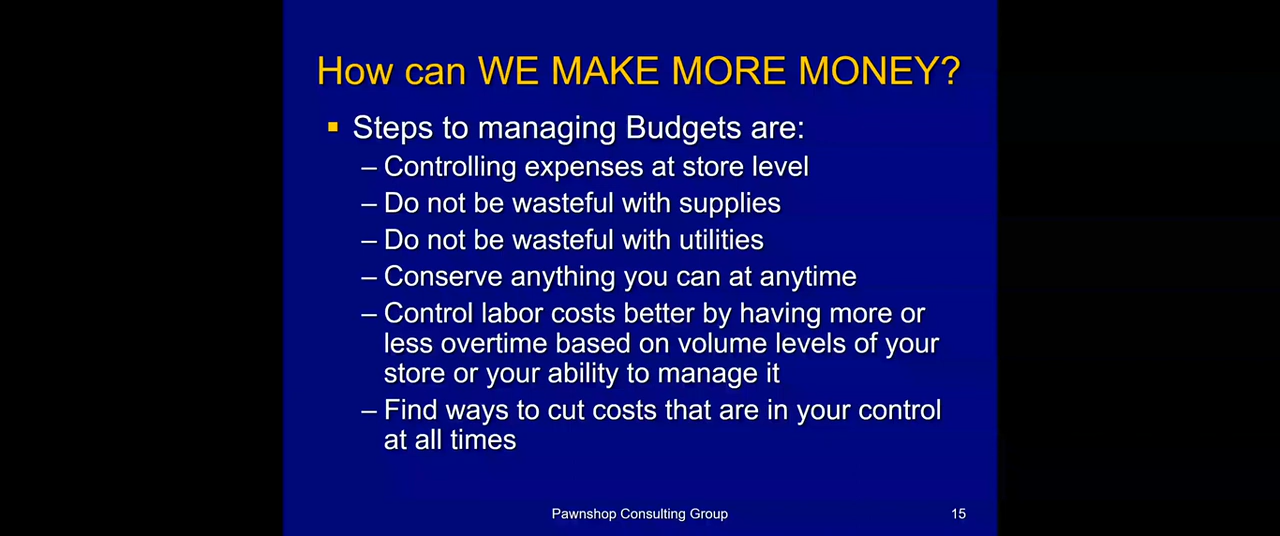 How can WE MAKE MORE MONEY?
▪ Steps to managing Budgets are:
– Controlling expenses at store level
– Do not be wasteful with supplies
– Do not be wasteful with utilities
– Conserve anything you can at anytime
– Control labor costs better by having more or
less overtime based on volume levels of your
store or your ability to manage it
– Find ways to cut costs that are in your control
at all times
Pawnshop Consulting Group
15